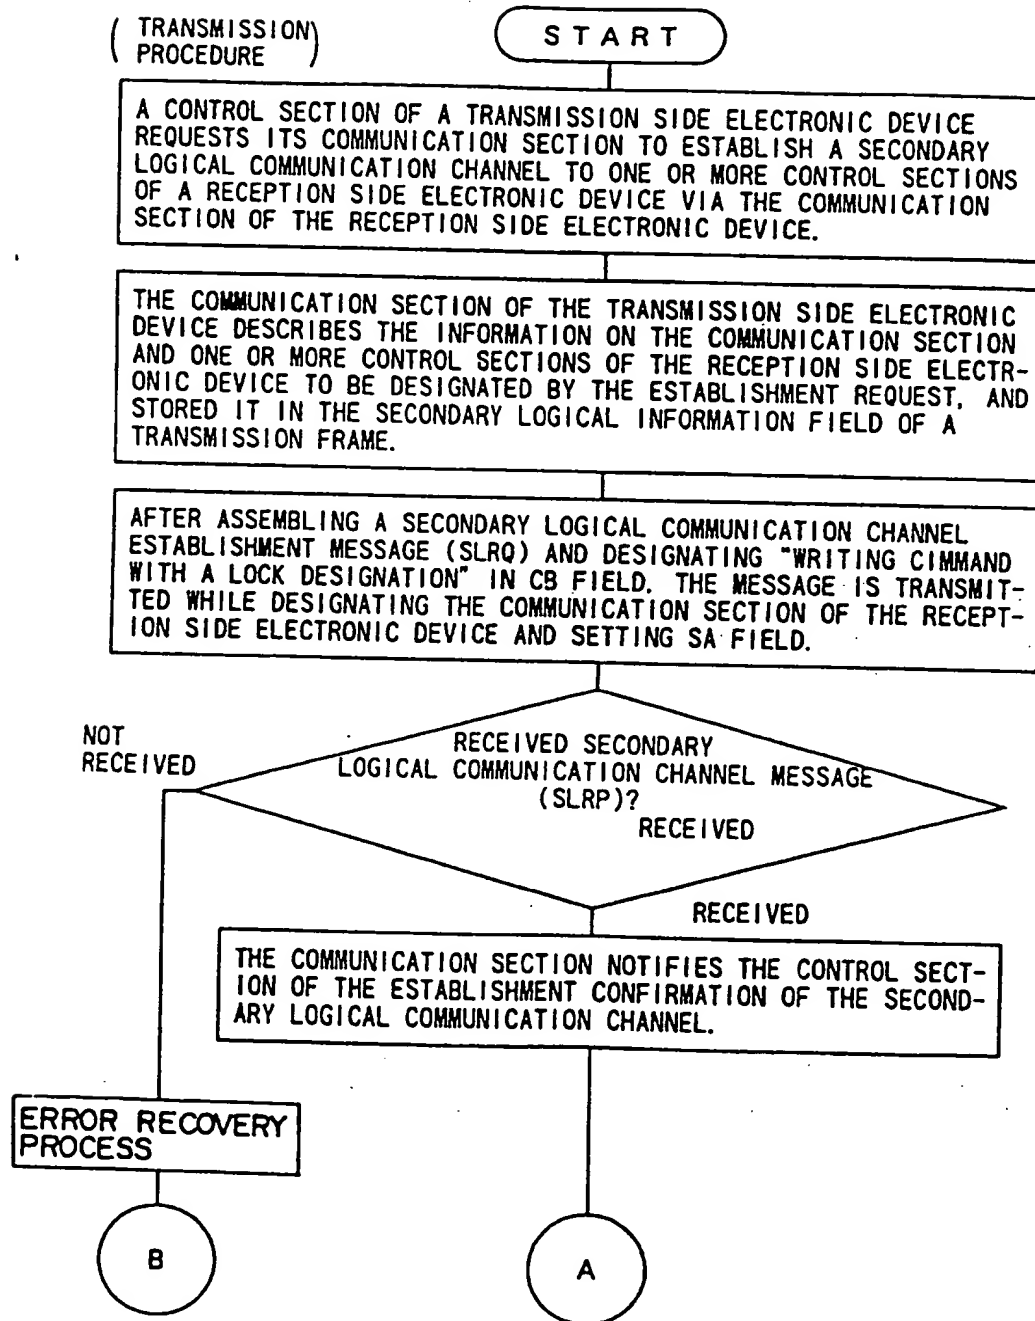 ( TRANSMISSION
PROCEDURE )
START
A CONTROL SECTION OF A TRANSMISSION SIDE ELECTRONIC DEVICE
REQUESTS ITS COMMUNICATION SECTION TO ESTABLISH A SECONDARY
LOGICAL COMMUNICATION CHANNEL TO ONE OR MORE CONTROL SECTIONS
OF A RECEPTION SIDE ELECTRONIC DEVICE VIA THE COMMUNICATION
SECTION OF THE RECEPTION SIDE ELECTRONIC DEVICE.
THE COMMUNICATION SECTION OF THE TRANSMISSION SIDE ELECTRONIC
DEVICE DESCRIBES THE INFORMATION ON THE COMMUNICATION SECTION
AND ONE OR MORE CONTROL SECTIONS OF THE RECEPTION SIDE ELECTR-
ONIC DEVICE TO BE DESIGNATED BY THE ESTABLISHMENT REQUEST, AND
STORED IT IN THE SECONDARY LOGICAL INFORMATION FIELD OF A
TRANSMISSION FRAME.
AFTER ASSEMBLING A SECONDARY LOGICAL COMMUNICATION CHANNEL
ESTABLISHMENT MESSAGE (SLRQ) AND DESIGNATING "WRITING CIMMAND
WITH A LOCK DESIGNATION" IN CB FIELD. THE MESSAGE IS TRANSMIT-
TED WHILE DESIGNATING THE COMMUNICATION SECTION OF THE RECEPT-
ION SIDE ELECTRONIC DEVICE AND SETTING SA FIELD.
NOT
RECEIVED
RECEIVED SECONDARY
LOGICAL COMMUNICATION CHANNEL MESSAGE
(SLRP)?
RECEIVED
RECEIVED
THE COMMUNICATION SECTION NOTIFIES THE CONTROL SECT-
ION OF THE ESTABLISHMENT CONFIRMATION OF THE SECOND-
ARY LOGICAL COMMUNICATION CHANNEL.
ERROR RECOVERY
PROCESS
B
A